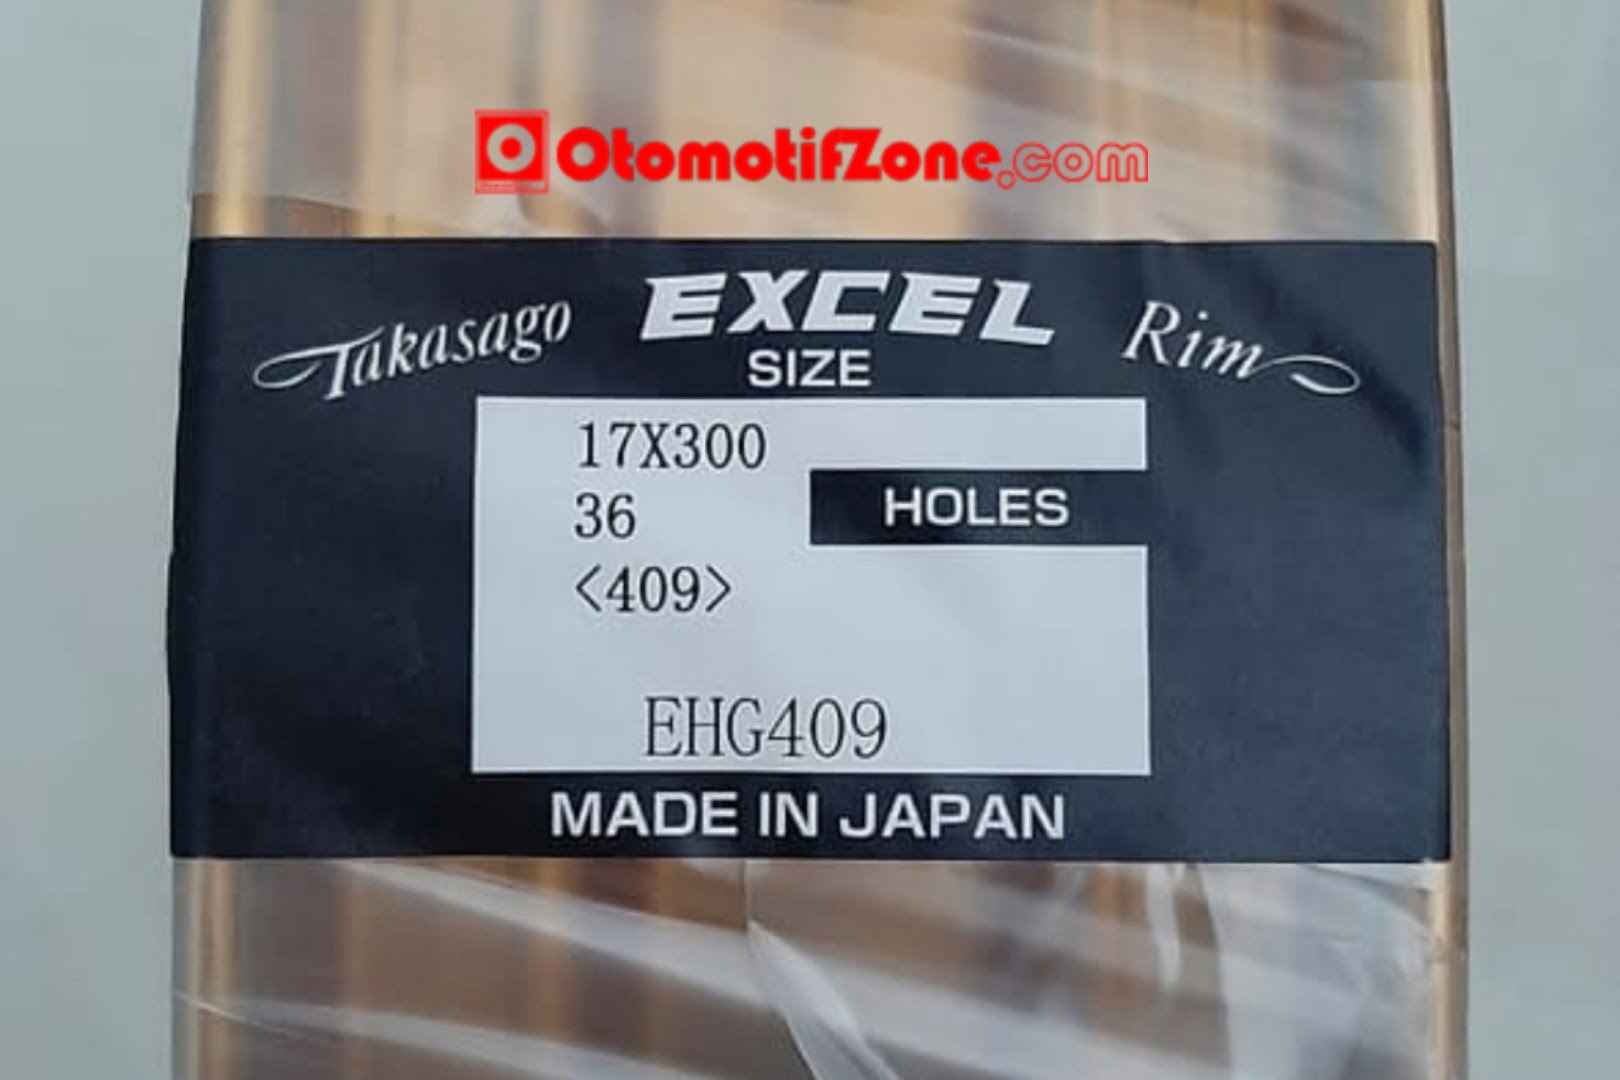 OtomotifZone.com
Takasago EXCEL Rim
SIZE
17X300
36 HOLES
<409>
EHG409
MADE IN JAPAN